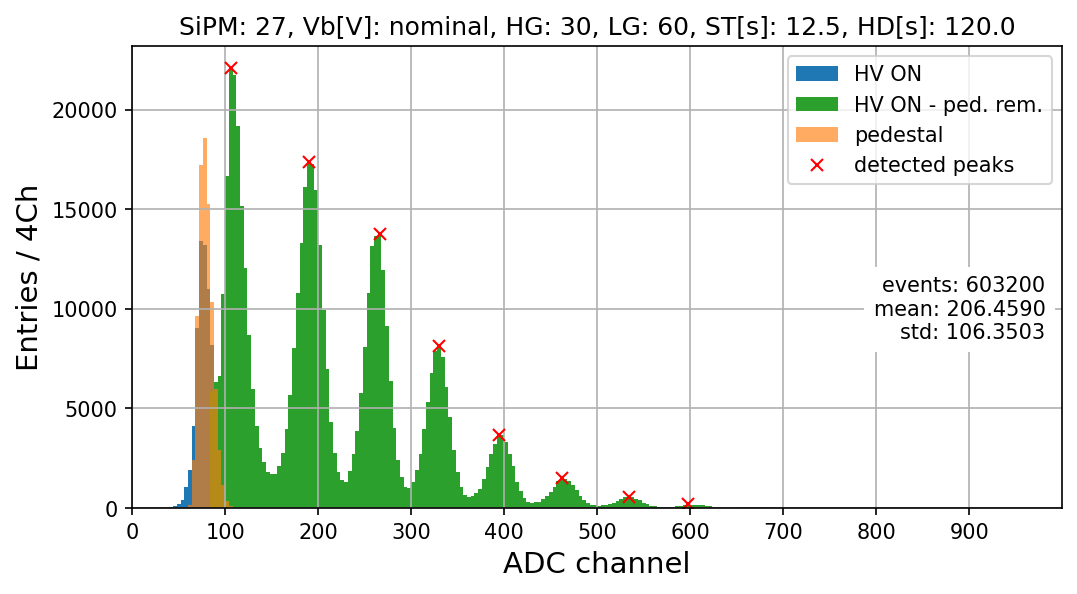 SiPM: 27, Vb[V]: nominal, HG: 30, LG: 60, ST[s]: 12.5, HD[s]: 120.0
HV ON
HV ON - ped. rem.
pedestal
detected peaks
events: 603200
mean: 206.4590
std: 106.3503
Entries / 4Ch
20000
15000
10000
5000
0
0 100 200 300 400 500 600 700 800 900
ADC channel